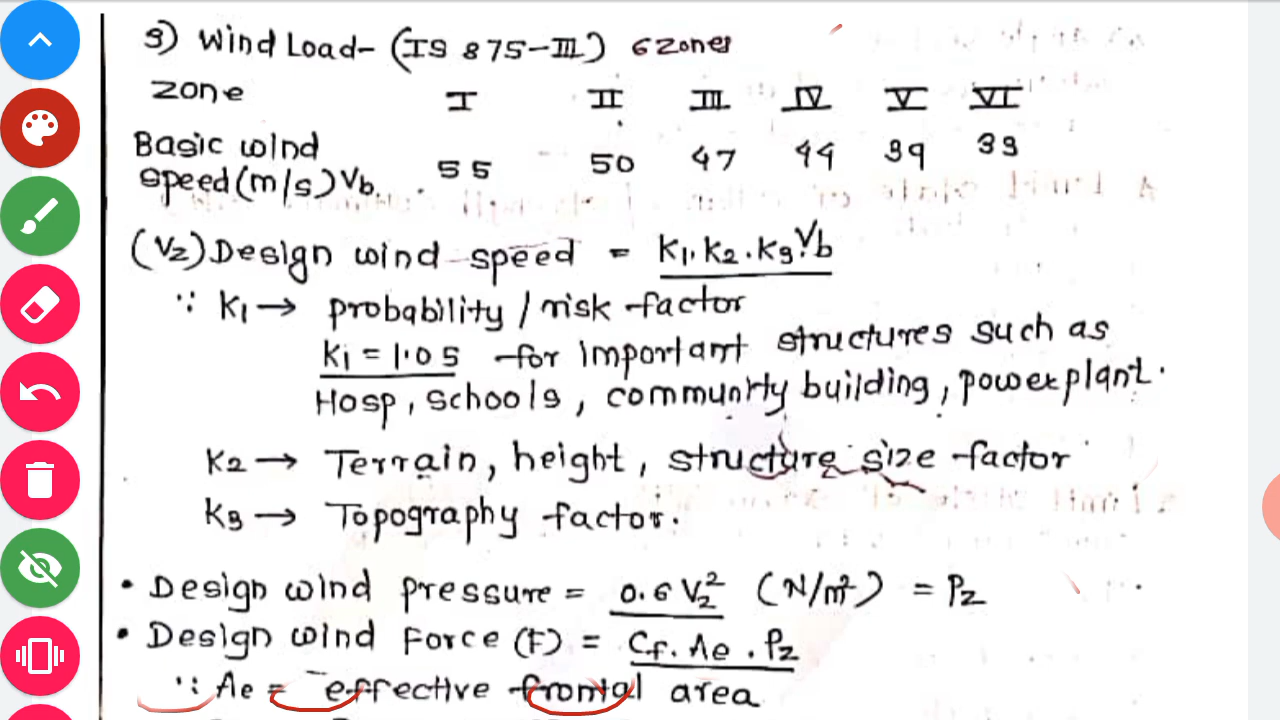 3) Wind Load- (IS 875-III) 6 zones
zone I II III IV V VI
Basic wind
speed (m/s) Vb. 55 50 47 44 39 33
(Vz) Design wind speed = K1. K2. K3. Vb
∵ K1 → probability / risk factor
K1 = 1.05 for important structures such as
Hosp, schools, community building, power plant.
K2 → Terrain, height, structure size factor
K3 → Topography factor.
• Design wind pressure = 0.6 Vz² (N/m²) = Pz
• Design wind Force (F) = Cf. Ae. Pz
∵ Ae = effective frontal area